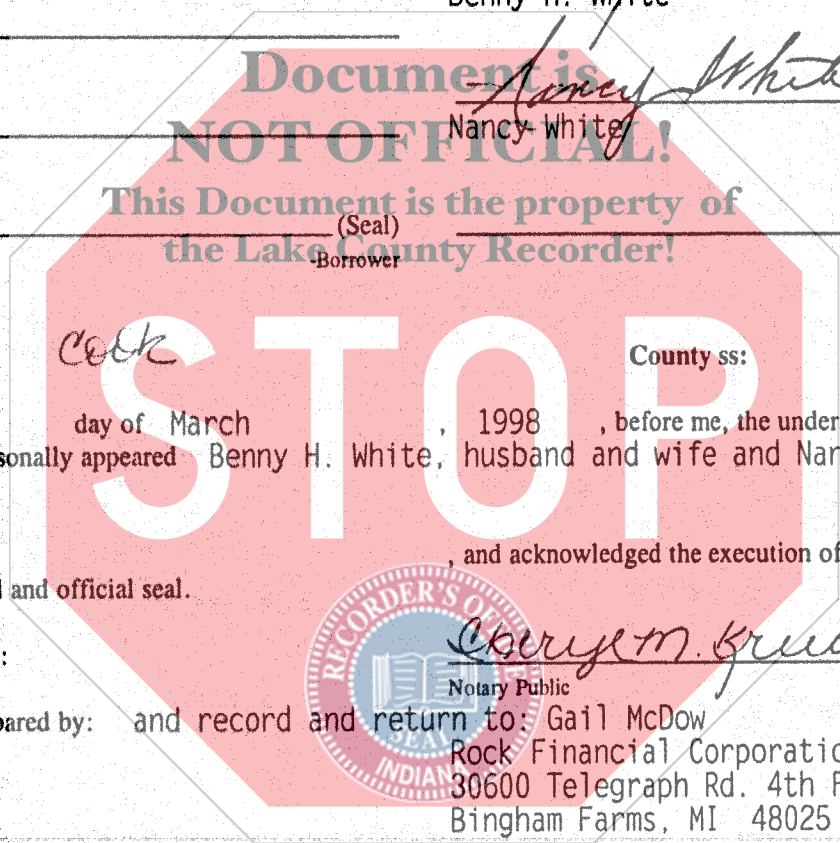 Benny H. White
Document is
Nancy White
NOT OFFICIAL!
Nancy White
This Document is the property of
(Seal)
the Lake County Recorder!
-Borrower
STOP
Cook
County ss:
day of March , 1998 , before me, the under
sonally appeared Benny H. White, husband and wife and Nan
, and acknowledged the execution of
and official seal.
RECORDER'S OFFICE
SEAL
INDIANA
Cheryl M.
:
Notary Public
pared by: and record and return to: Gail McDow
Rock Financial Corporatio
30600 Telegraph Rd. 4th F
Bingham Farms, MI 48025